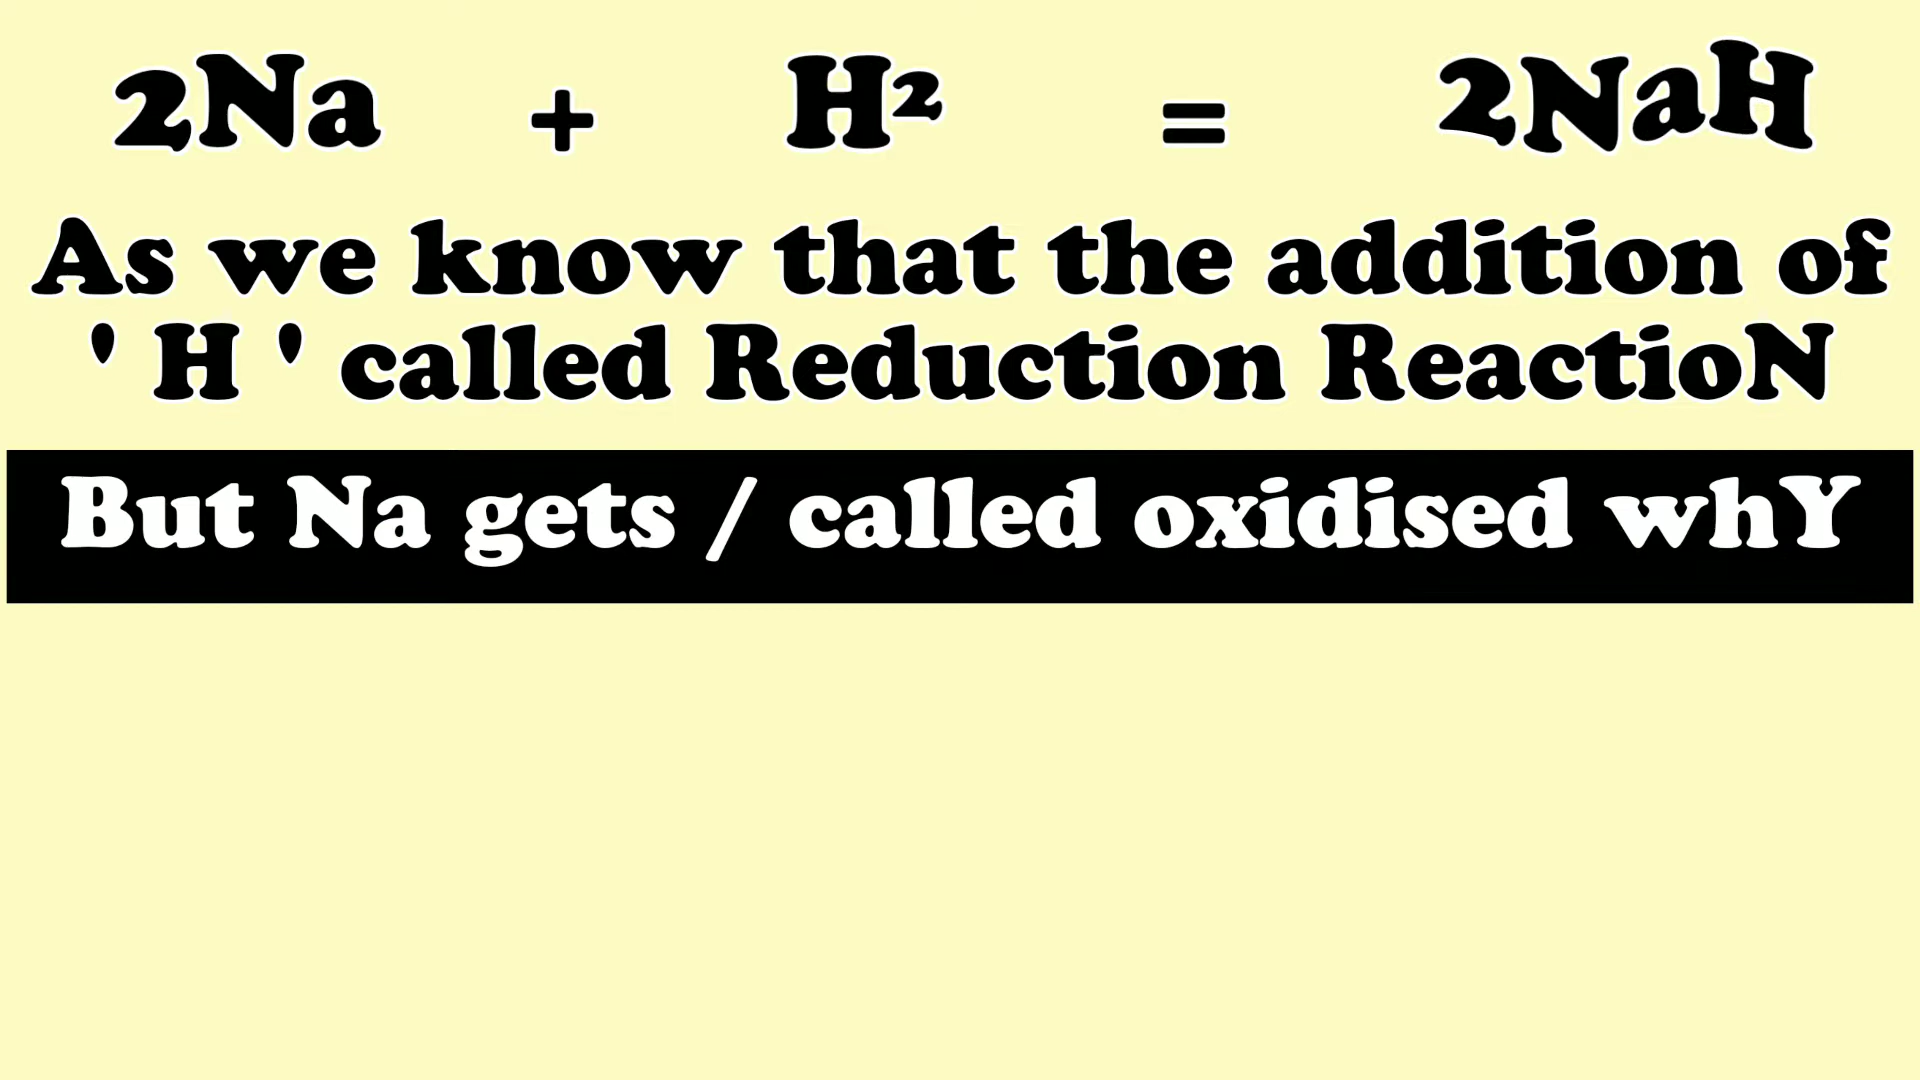 2Na + H² = 2NaH
As we know that the addition of
' H ' called Reduction ReactioN
But Na gets / called oxidised whY